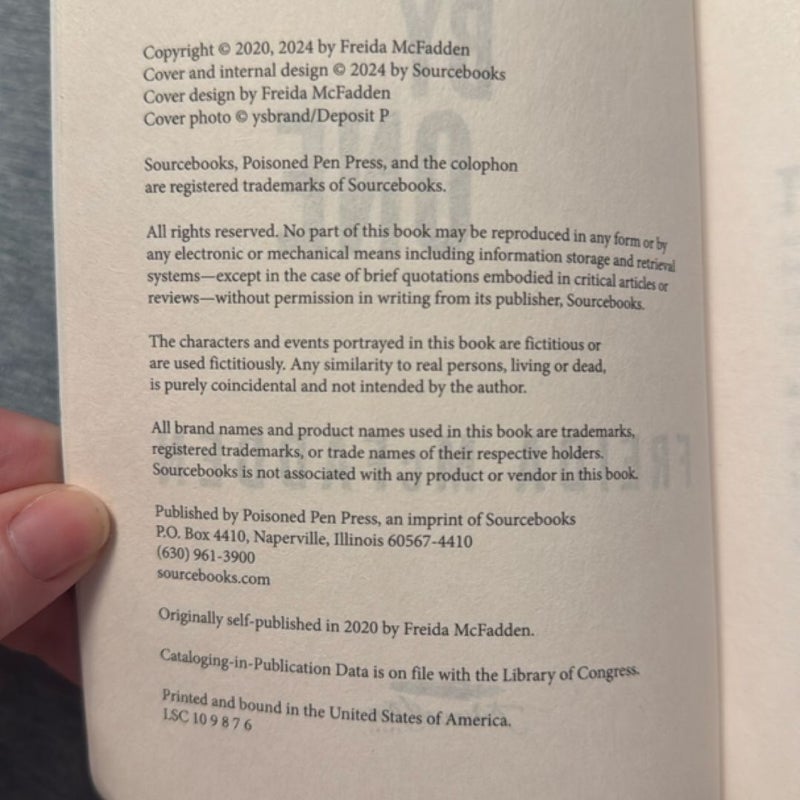 Copyright © 2020, 2024 by Freida McFadden
Cover and internal design © 2024 by Sourcebooks
Cover design by Freida McFadden
Cover photo © ysbrand/Deposit P
Sourcebooks, Poisoned Pen Press, and the colophon
are registered trademarks of Sourcebooks.
All rights reserved. No part of this book may be reproduced in any form or by
any electronic or mechanical means including information storage and retrieval
systems—except in the case of brief quotations embodied in critical articles or
reviews—without permission in writing from its publisher, Sourcebooks.
The characters and events portrayed in this book are fictitious or
are used fictitiously. Any similarity to real persons, living or dead,
is purely coincidental and not intended by the author.
All brand names and product names used in this book are trademarks,
registered trademarks, or trade names of their respective holders.
Sourcebooks is not associated with any product or vendor in this book.
Published by Poisoned Pen Press, an imprint of Sourcebooks
P.O. Box 4410, Naperville, Illinois 60567-4410
(630) 961-3900
sourcebooks.com
Originally self-published in 2020 by Freida McFadden.
Cataloging-in-Publication Data is on file with the Library of Congress.
Printed and bound in the United States of America.
LSC 10 9 8 7 6